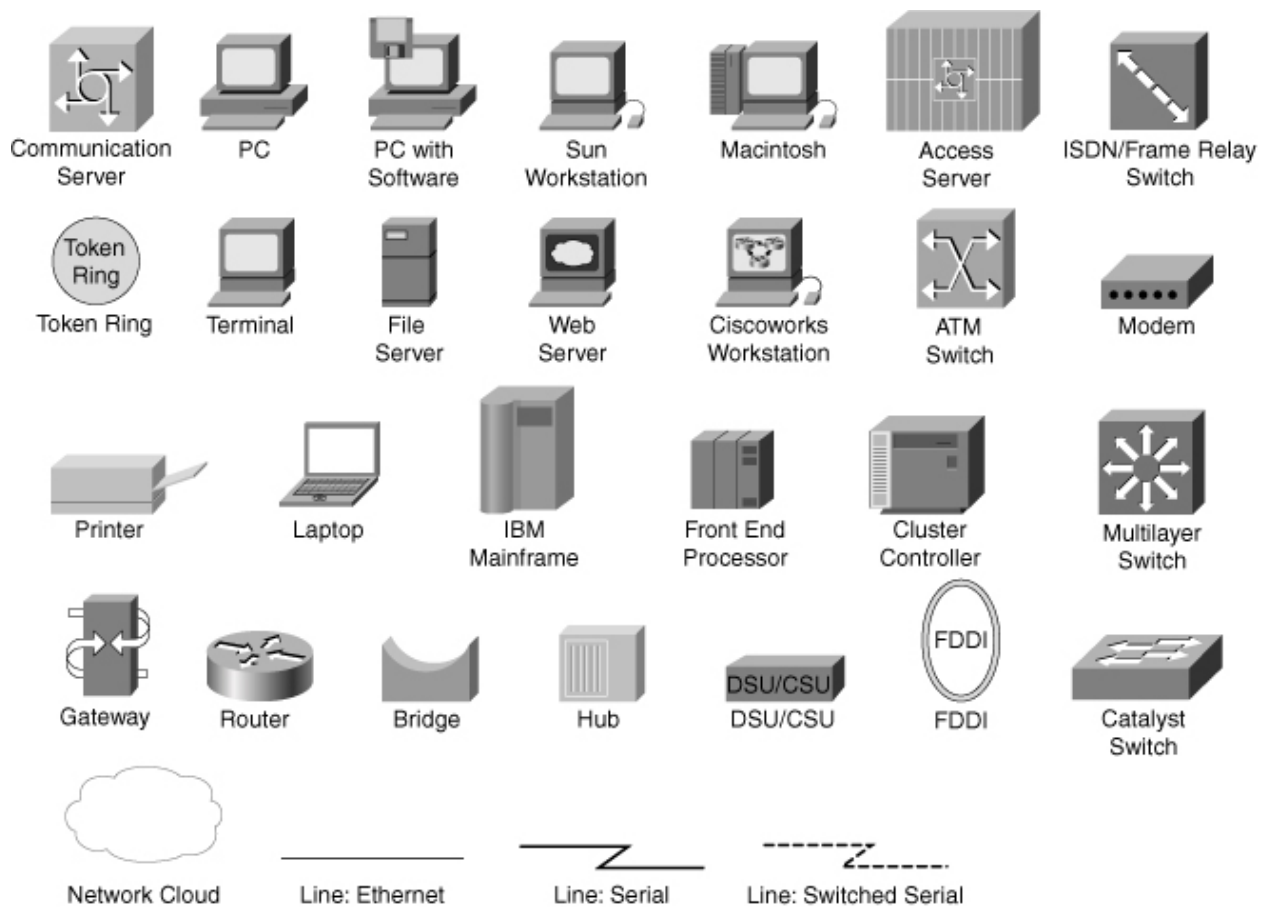 Communication
Server
PC
PC with
Software
Sun
Workstation
Macintosh
Access
Server
ISDN/Frame Relay
Switch
Token
Ring
Token Ring
Terminal
File
Server
Web
Server
Ciscoworks
Workstation
ATM
Switch
Modem
Printer
Laptop
IBM
Mainframe
Front End
Processor
Cluster
Controller
Multilayer
Switch
Gateway
Router
Bridge
Hub
DSU/CSU
DSU/CSU
FDDI
FDDI
Catalyst
Switch
Network Cloud
Line: Ethernet
Line: Serial
Line: Switched Serial